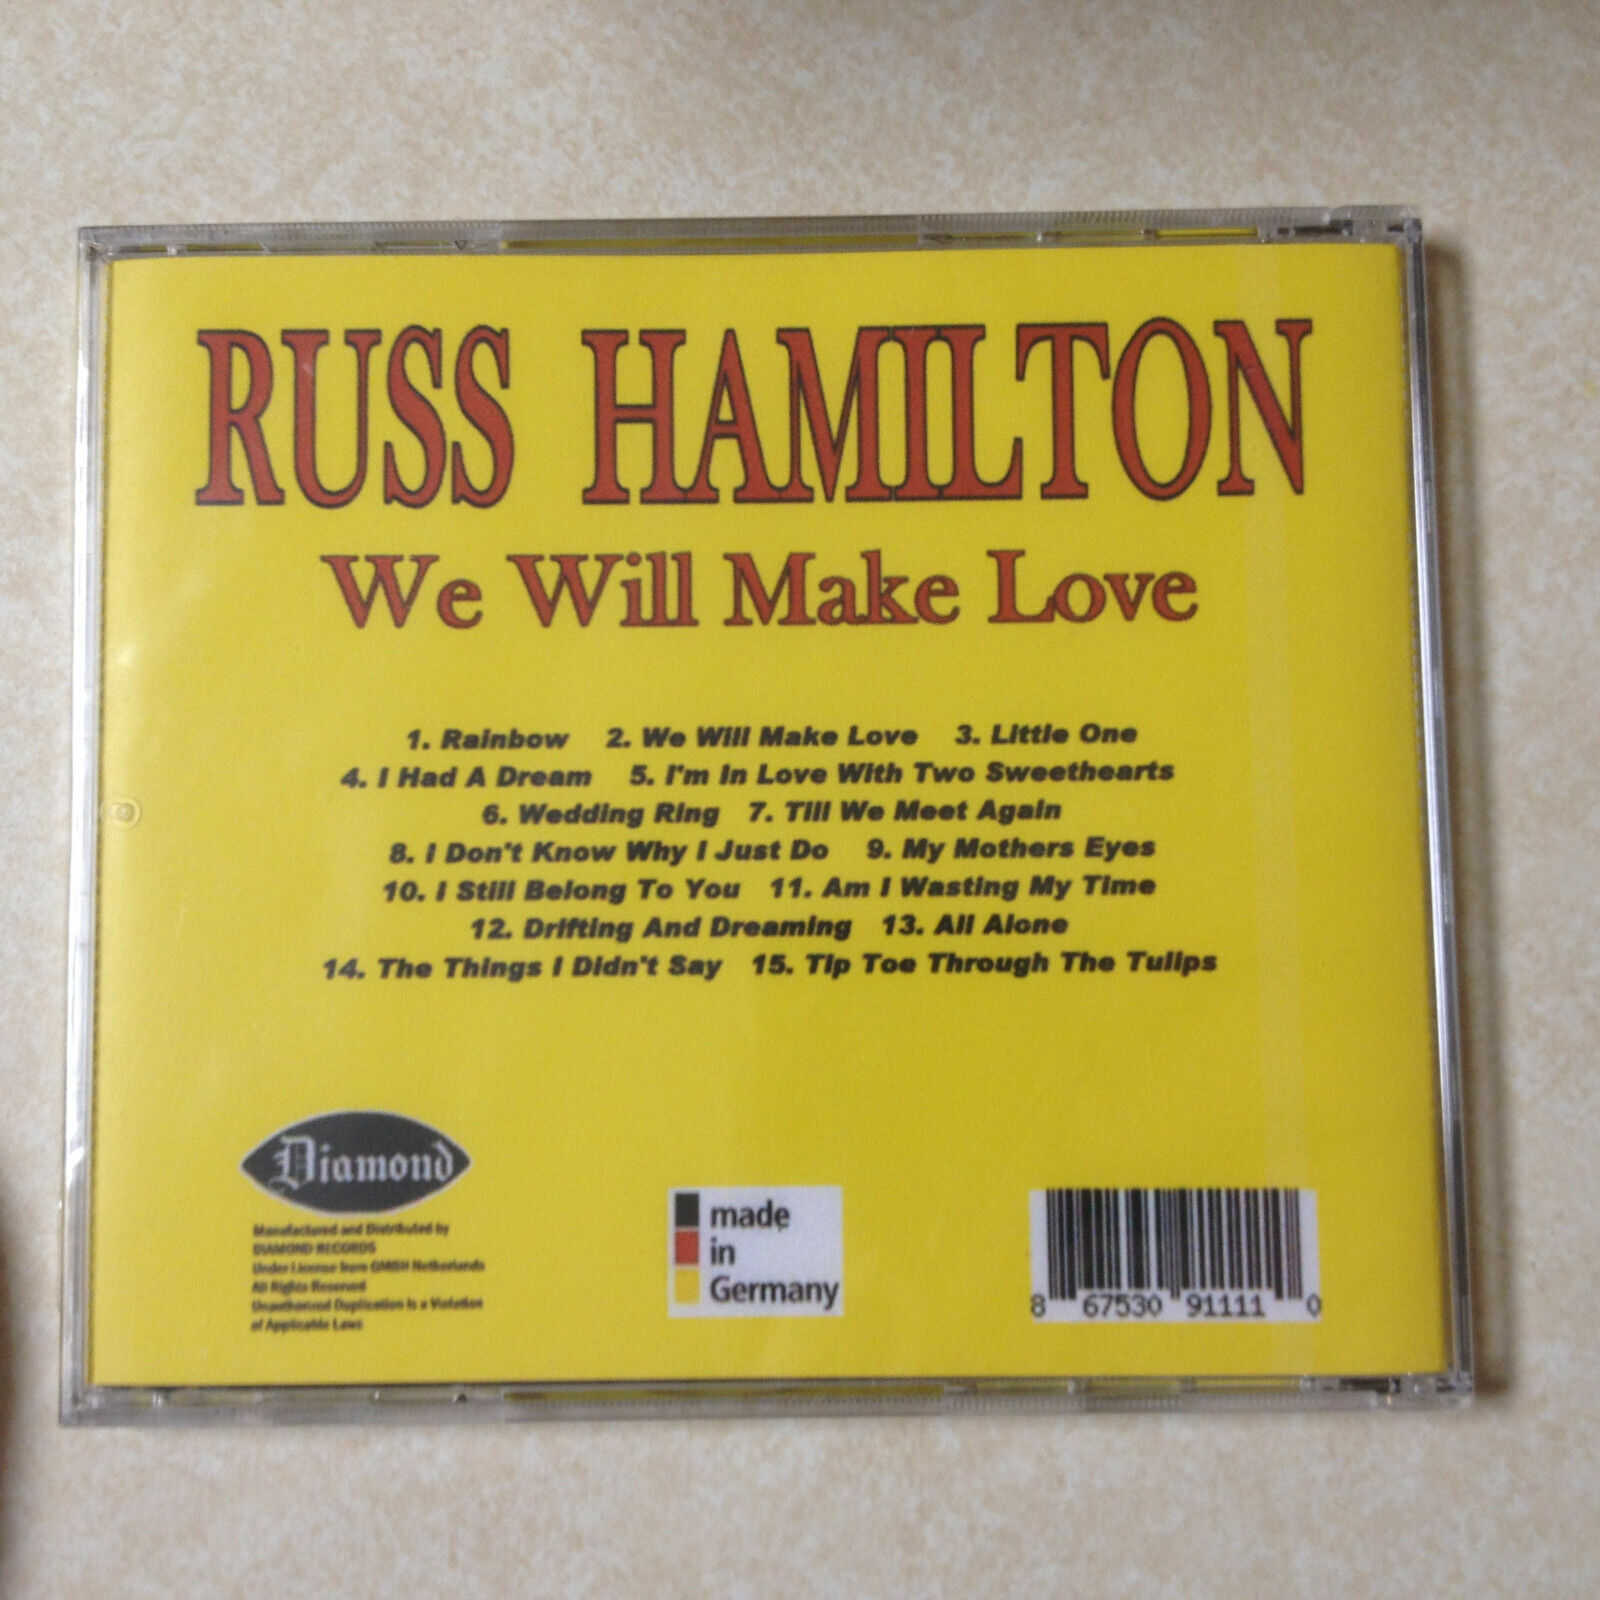 RUSS HAMILTON
We Will Make Love
1. Rainbow 2. We Will Make Love 3. Little One
4. I Had A Dream 5. I'm In Love With Two Sweethearts
6. Wedding Ring 7. Till We Meet Again
8. I Don't Know Why I Just Do 9. My Mothers Eyes
10. I Still Belong To You 11. Am I Wasting My Time
12. Drifting And Dreaming 13. All Alone
14. The Things I Didn't Say 15. Tip Toe Through The Tulips
Diamond
Manufactured and Distributed by
DIAMOND RECORDS
Under License from GMBH Netherlands
All Rights Reserved
Unauthorized Duplication is a Violation
of Applicable Laws
made
in
Germany
8 67530 91111 0